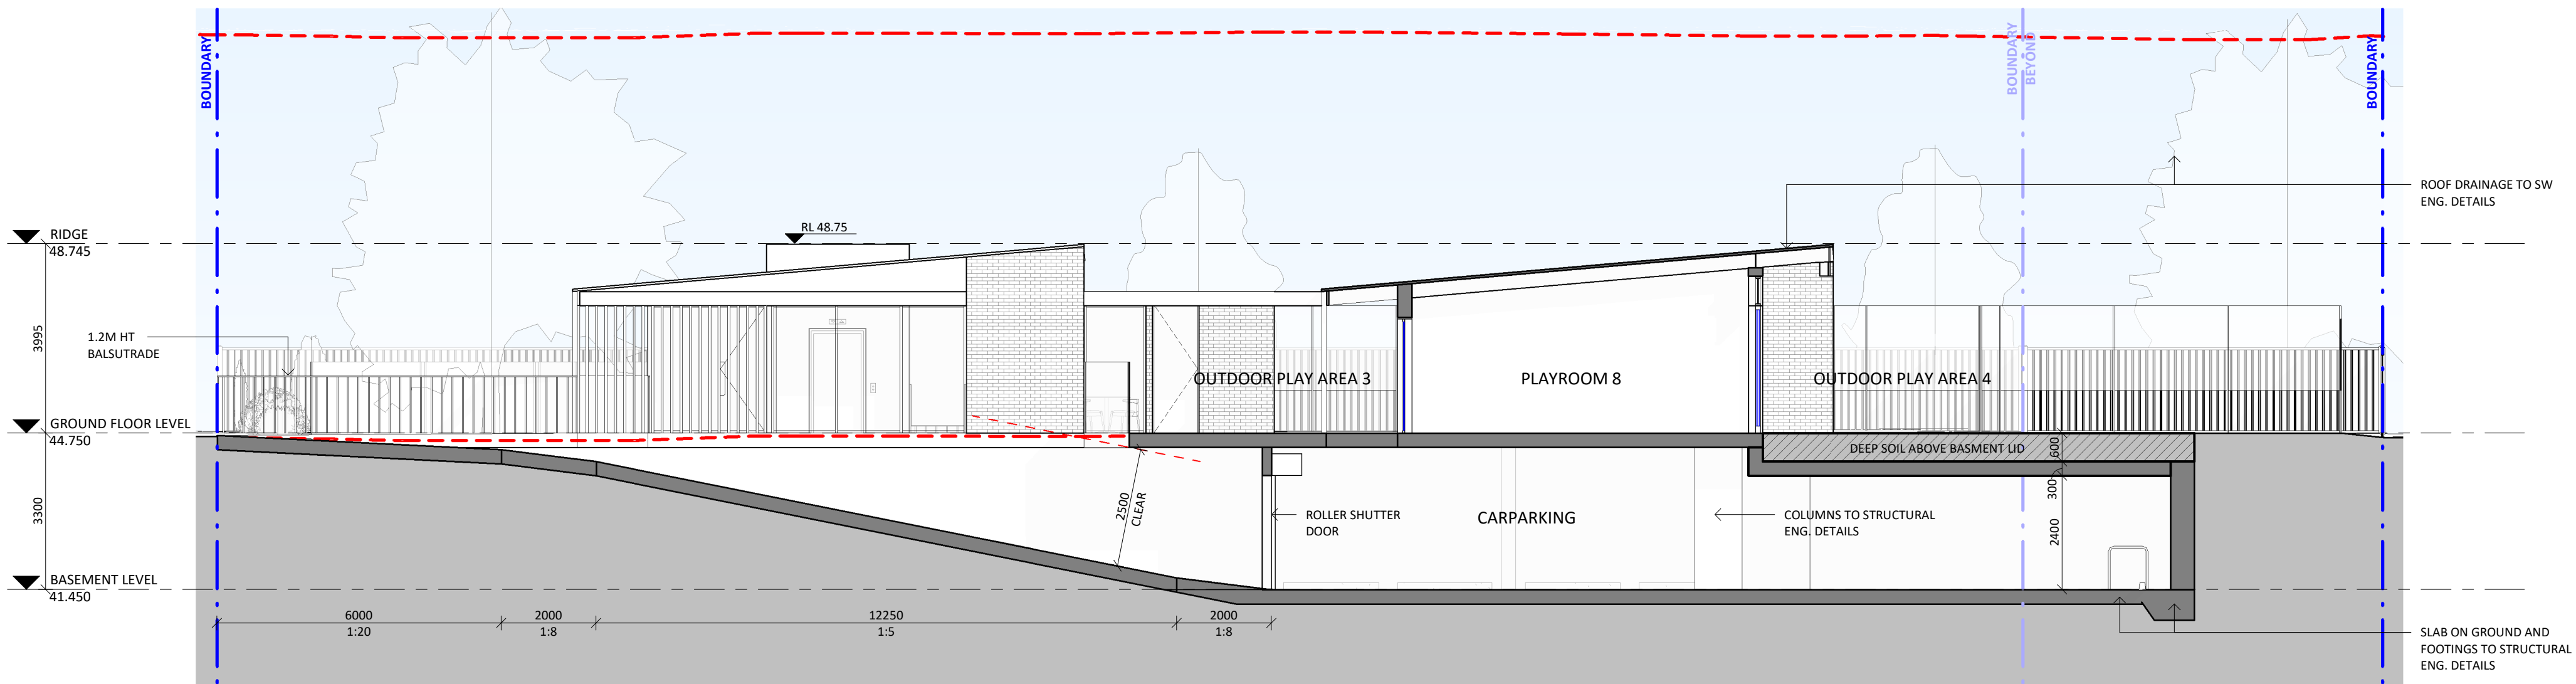 BOUNDARY
BOUNDARY
BEYOND
BOUNDARY
ROOF DRAINAGE TO SW
ENG. DETAILS
RIDGE
48.745
RL 48.75
3995
1.2M HT
BALSUTRADE
OUTDOOR PLAY AREA 3
PLAYROOM 8
OUTDOOR PLAY AREA 4
GROUND FLOOR LEVEL
44.750
DEEP SOIL ABOVE BASMENT LID
600
300
2400
3300
2500
CLEAR
ROLLER SHUTTER
DOOR
CARPARKING
COLUMNS TO STRUCTURAL
ENG. DETAILS
BASEMENT LEVEL
41.450
6000
1:20
2000
1:8
12250
1:5
2000
1:8
SLAB ON GROUND AND
FOOTINGS TO STRUCTURAL
ENG. DETAILS